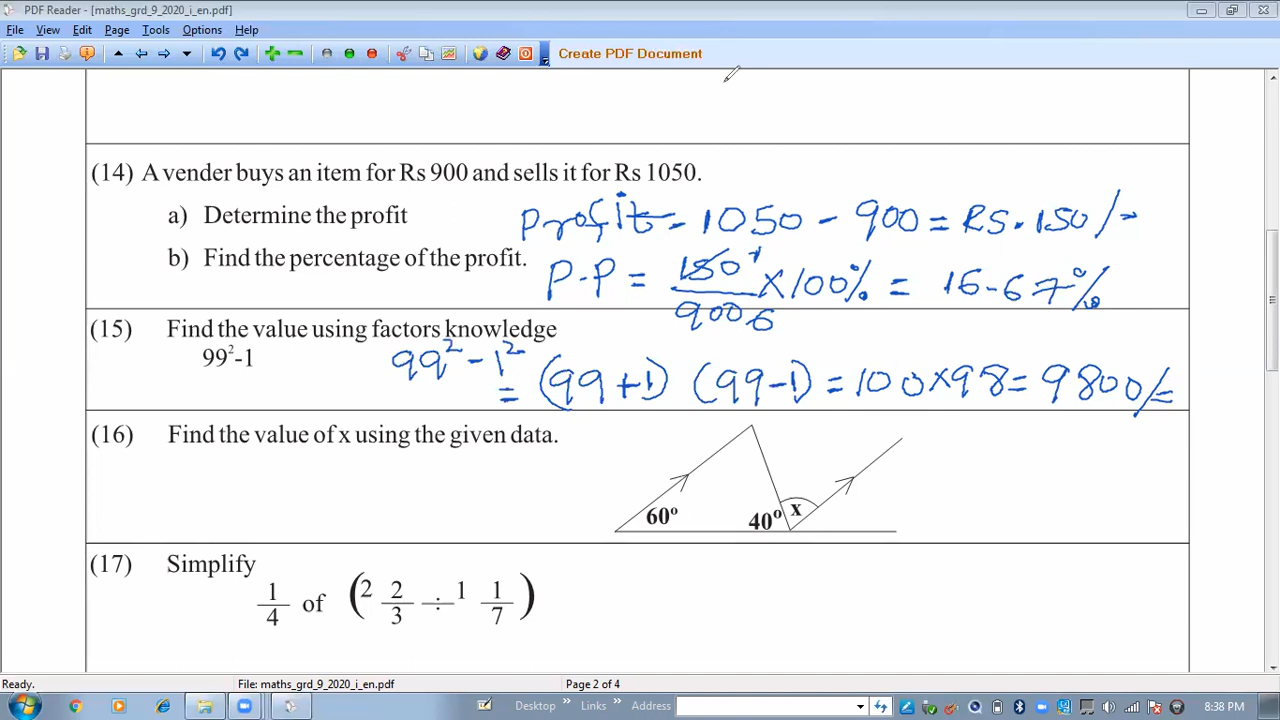 PDF Reader - [maths_grd_9_2020_i_en.pdf]
File View Edit Page Tools Options Help
Create PDF Document
(14) A vender buys an item for Rs 900 and sells it for Rs 1050.
a) Determine the profit
Profit = 1050 - 900 = RS. 150/-
b) Find the percentage of the profit.
P.P = 150/900 6 × 100% = 16.67%
(15) Find the value using factors knowledge
99²-1
99² - 1²
= (99+1) (99-1) = 100×98 = 9800/=
(16) Find the value of x using the given data.
60° 40° x
(17) Simplify
1/4 of (2 2/3 ÷ 1 1/7)
Ready. File: maths_grd_9_2020_i_en.pdf Page 2 of 4
Desktop » Links » Address 8:38 PM